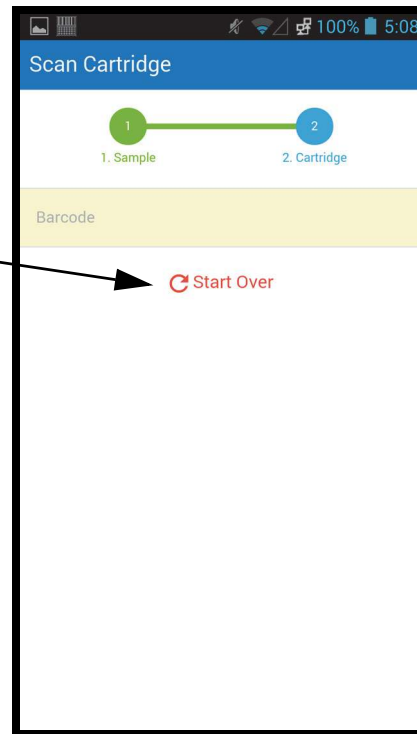 100% 5:08
Scan Cartridge
1 2
1. Sample 2. Cartridge
Barcode
Start Over